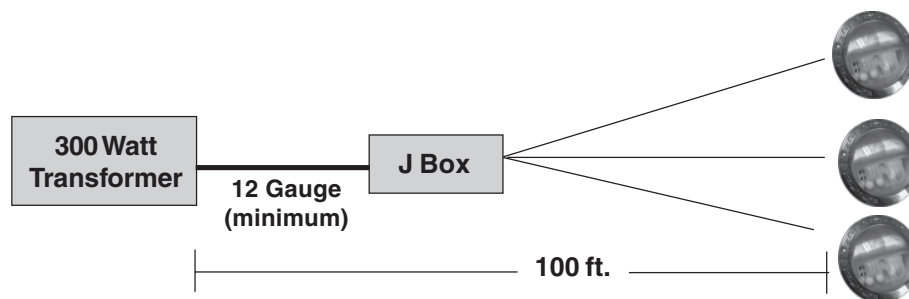 300 Watt
Transformer
12 Gauge
(minimum)
J Box
100 ft.